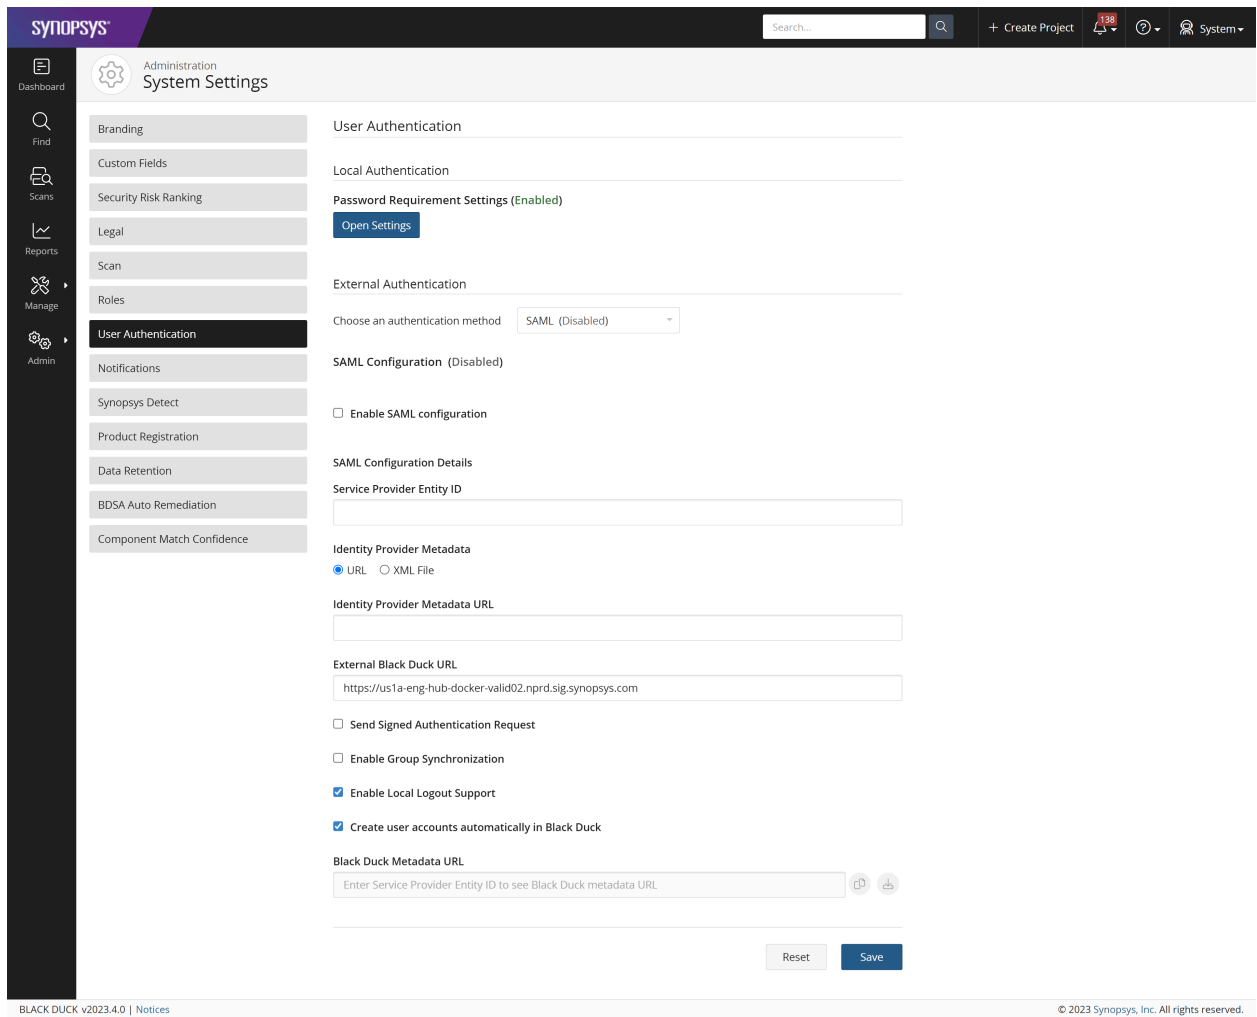 SYNOPSYS®
Search...
+ Create Project
138
System
Dashboard
Find
Scans
Reports
Manage
Admin
Administration
System Settings
Branding
Custom Fields
Security Risk Ranking
Legal
Scan
Roles
User Authentication
Notifications
Synopsys Detect
Product Registration
Data Retention
BDSA Auto Remediation
Component Match Confidence
User Authentication
Local Authentication
Password Requirement Settings (Enabled)
Open Settings
External Authentication
Choose an authentication method SAML (Disabled)
SAML Configuration (Disabled)
Enable SAML configuration
SAML Configuration Details
Service Provider Entity ID
Identity Provider Metadata
URL XML File
Identity Provider Metadata URL
External Black Duck URL
https://us1a-eng-hub-docker-valid02.nprd.sig.synopsys.com
Send Signed Authentication Request
Enable Group Synchronization
Enable Local Logout Support
Create user accounts automatically in Black Duck
Black Duck Metadata URL
Enter Service Provider Entity ID to see Black Duck metadata URL
Reset Save
BLACK DUCK v2023.4.0 | Notices
© 2023 Synopsys, Inc. All rights reserved.